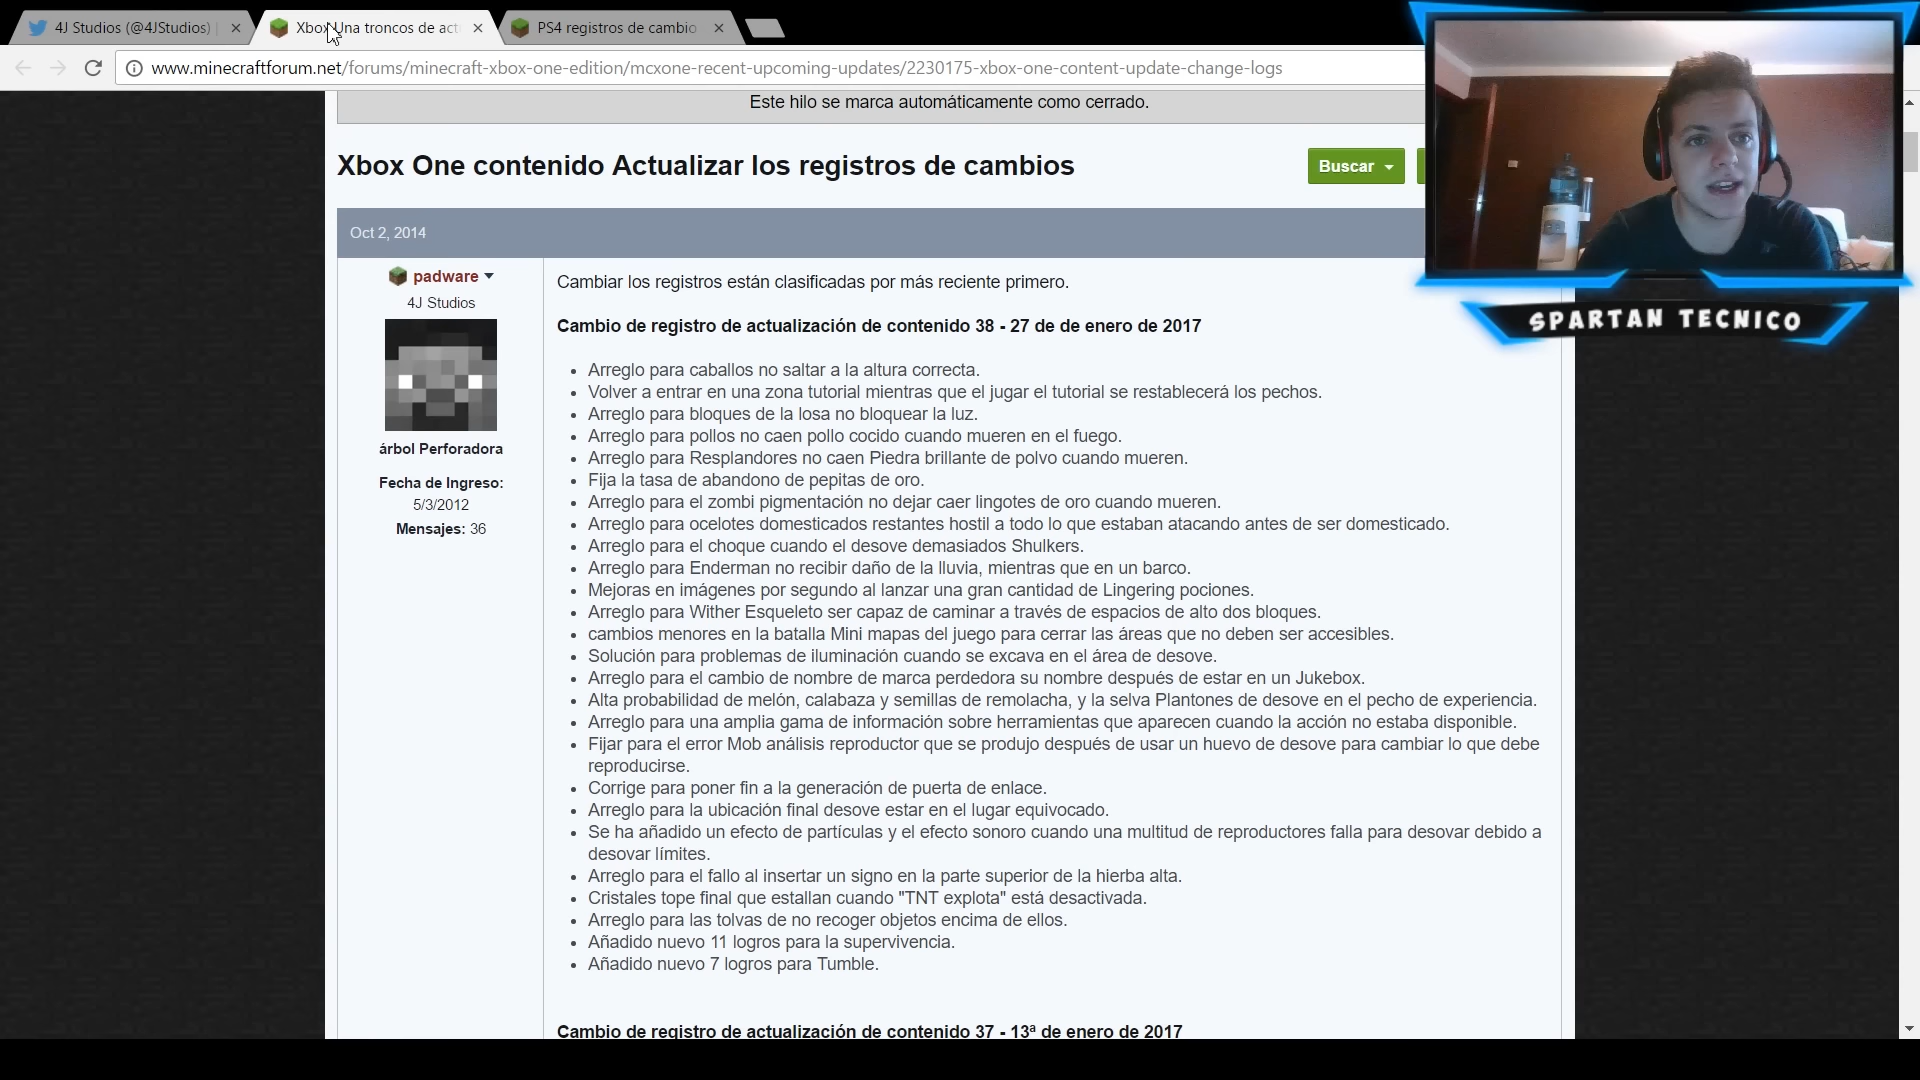 4J Studios (@4JStudios)
Xbox Una troncos de act
PS4 registros de cambio
www.minecraftforum.net/forums/minecraft-xbox-one-edition/mcxone-recent-upcoming-updates/2230175-xbox-one-content-update-change-logs
Este hilo se marca automáticamente como cerrado.
Xbox One contenido Actualizar los registros de cambios
Buscar
Oct 2, 2014
padware
4J Studios
árbol Perforadora
Fecha de Ingreso:
5/3/2012
Mensajes: 36
Cambiar los registros están clasificadas por más reciente primero.
Cambio de registro de actualización de contenido 38 - 27 de de enero de 2017
Arreglo para caballos no saltar a la altura correcta.
Volver a entrar en una zona tutorial mientras que el jugar el tutorial se restablecerá los pechos.
Arreglo para bloques de la losa no bloquear la luz.
Arreglo para pollos no caen pollo cocido cuando mueren en el fuego.
Arreglo para Resplandores no caen Piedra brillante de polvo cuando mueren.
Fija la tasa de abandono de pepitas de oro.
Arreglo para el zombi pigmentación no dejar caer lingotes de oro cuando mueren.
Arreglo para ocelotes domesticados restantes hostil a todo lo que estaban atacando antes de ser domesticado.
Arreglo para el choque cuando el desove demasiados Shulkers.
Arreglo para Enderman no recibir daño de la lluvia, mientras que en un barco.
Mejoras en imágenes por segundo al lanzar una gran cantidad de Lingering pociones.
Arreglo para Wither Esqueleto ser capaz de caminar a través de espacios de alto dos bloques.
cambios menores en la batalla Mini mapas del juego para cerrar las áreas que no deben ser accesibles.
Solución para problemas de iluminación cuando se excava en el área de desove.
Arreglo para el cambio de nombre de marca perdedora su nombre después de estar en un Jukebox.
Alta probabilidad de melón, calabaza y semillas de remolacha, y la selva Plantones de desove en el pecho de experiencia.
Arreglo para una amplia gama de información sobre herramientas que aparecen cuando la acción no estaba disponible.
Fijar para el error Mob análisis reproductor que se produjo después de usar un huevo de desove para cambiar lo que debe
reproducirse.
Corrige para poner fin a la generación de puerta de enlace.
Arreglo para la ubicación final desove estar en el lugar equivocado.
Se ha añadido un efecto de partículas y el efecto sonoro cuando una multitud de reproductores falla para desovar debido a
desovar límites.
Arreglo para el fallo al insertar un signo en la parte superior de la hierba alta.
Cristales tope final que estallan cuando "TNT explota" está desactivada.
Arreglo para las tolvas de no recoger objetos encima de ellos.
Añadido nuevo 11 logros para la supervivencia.
Añadido nuevo 7 logros para Tumble.
Cambio de registro de actualización de contenido 37 - 13ª de enero de 2017
SPARTAN TECNICO